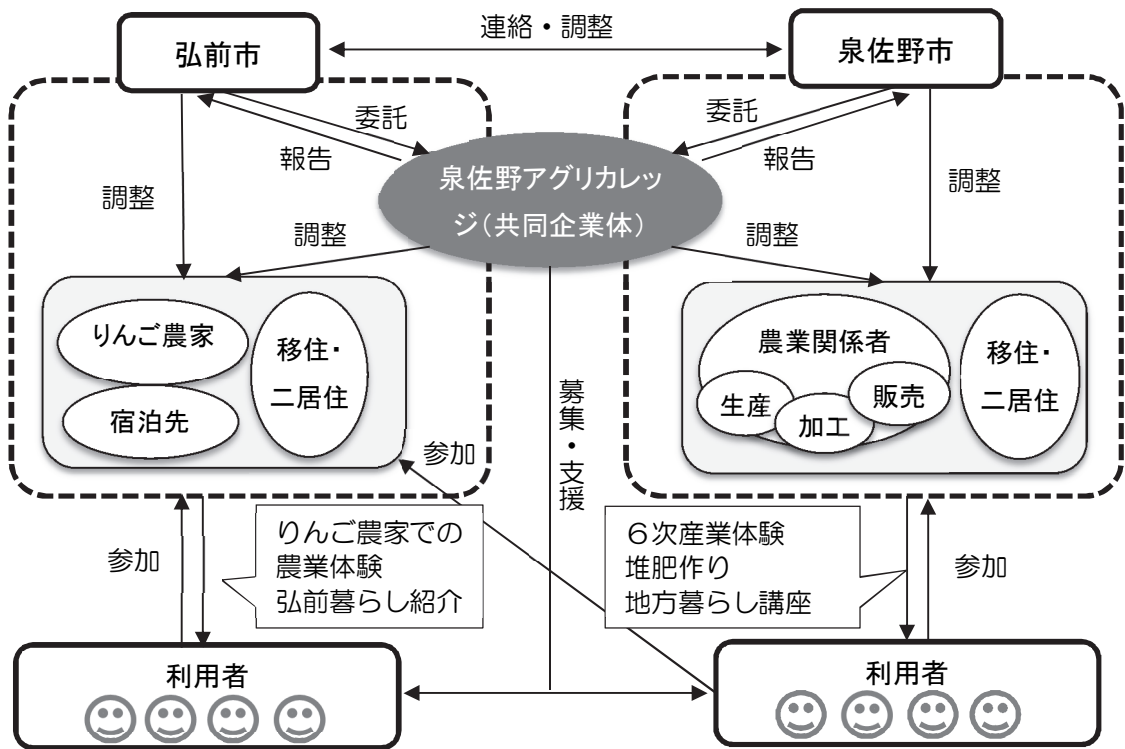 連絡・調整
弘前市
泉佐野市
委託
報告
委託
報告
泉佐野アグリカレッ
ジ(共同企業体)
調整
調整
調整
調整
りんご農家
宿泊先
移住・
二居住
農業関係者
生産
加工
販売
移住・
二居住
募集・支援
参加
参加
りんご農家での
農業体験
弘前暮らし紹介
6次産業体験
堆肥作り
地方暮らし講座
参加
利用者
利用者